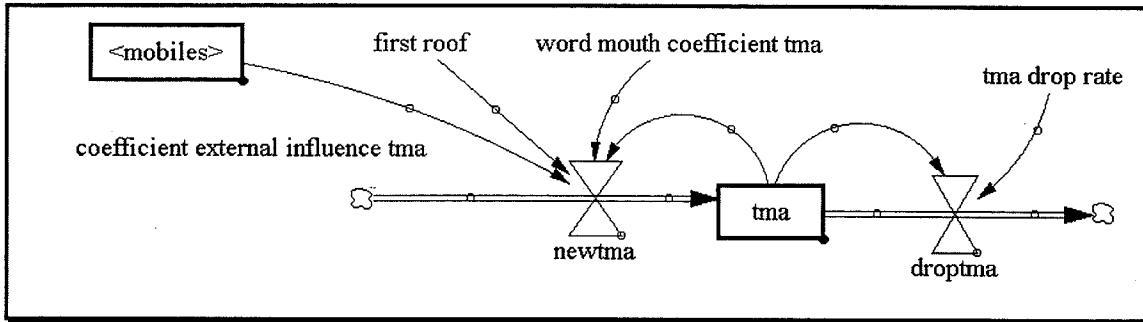 <mobiles>
first roof
word mouth coefficient tma
tma drop rate
coefficient external influence tma
tma
newtma
droptma